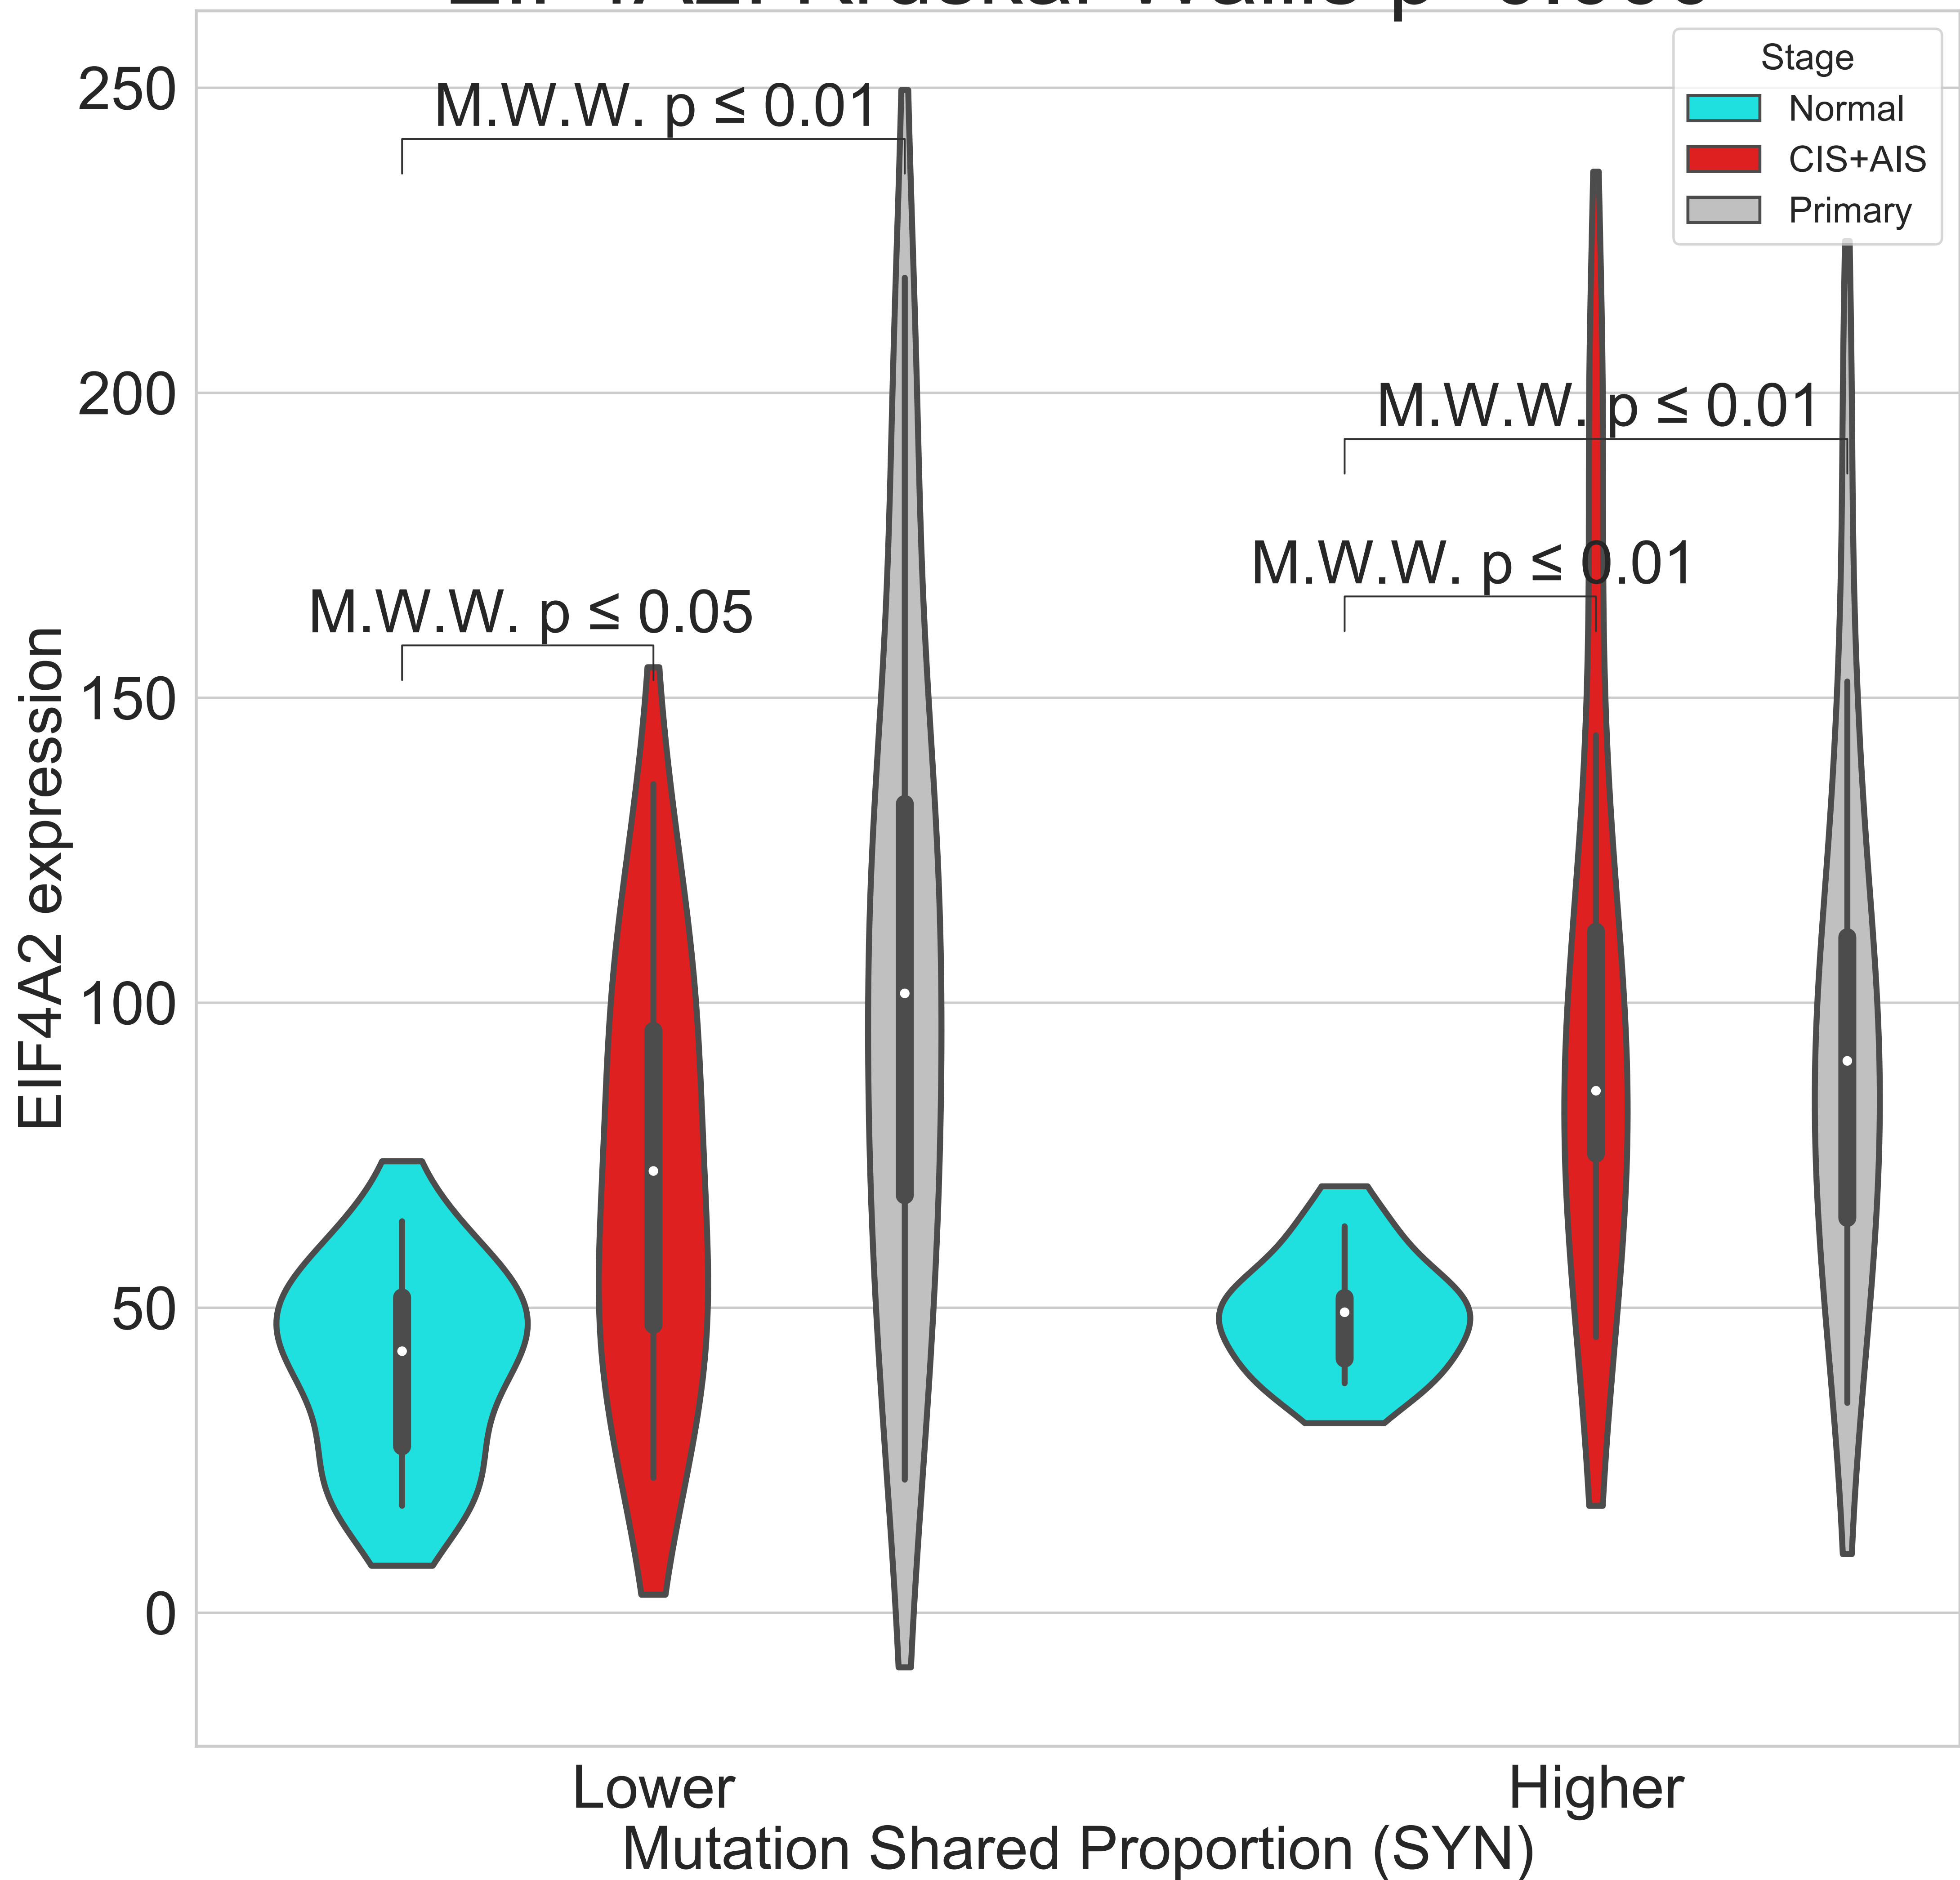 250
200
150
100
50
0
EIF4A2 expression
M.W.W. p ≤ 0.01
M.W.W. p ≤ 0.05
M.W.W. p ≤ 0.01
M.W.W. p ≤ 0.01
Stage
Normal
CIS+AIS
Primary
Lower
Higher
Mutation Shared Proportion (SYN)